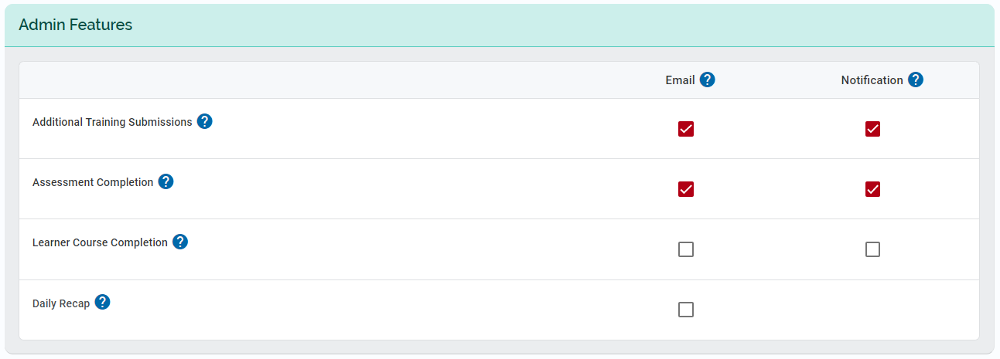 Admin Features
Email ? Notification ?
Additional Training Submissions ?
Assessment Completion ?
Learner Course Completion ?
Daily Recap ?